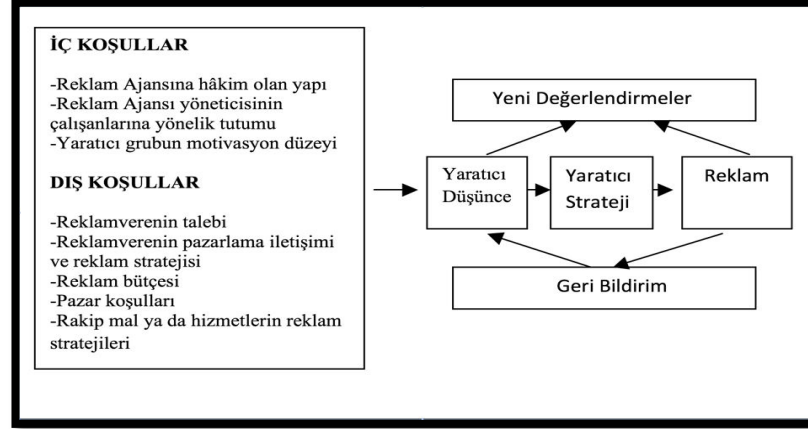 İÇ KOŞULLAR
-Reklam Ajansına hâkim olan yapı
-Reklam Ajansı yöneticisinin
çalışanlarına yönelik tutumu
-Yaratıcı grubun motivasyon düzeyi
DIŞ KOŞULLAR
-Reklamverenin talebi
-Reklamverenin pazarlama iletişimi
ve reklam stratejisi
-Reklam bütçesi
-Pazar koşulları
-Rakip mal ya da hizmetlerin reklam
stratejileri
Yeni Değerlendirmeler
Yaratıcı
Düşünce
Yaratıcı
Strateji
Reklam
Geri Bildirim